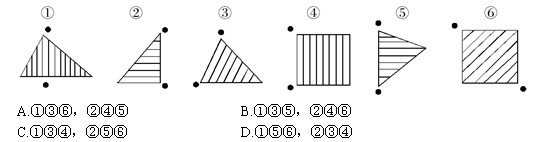 ① ② ③ ④ ⑤ ⑥
A.①③⑥，②④⑤ B.①③⑤，②④⑥
C.①③④，②⑤⑥ D.①⑤⑥，②③④